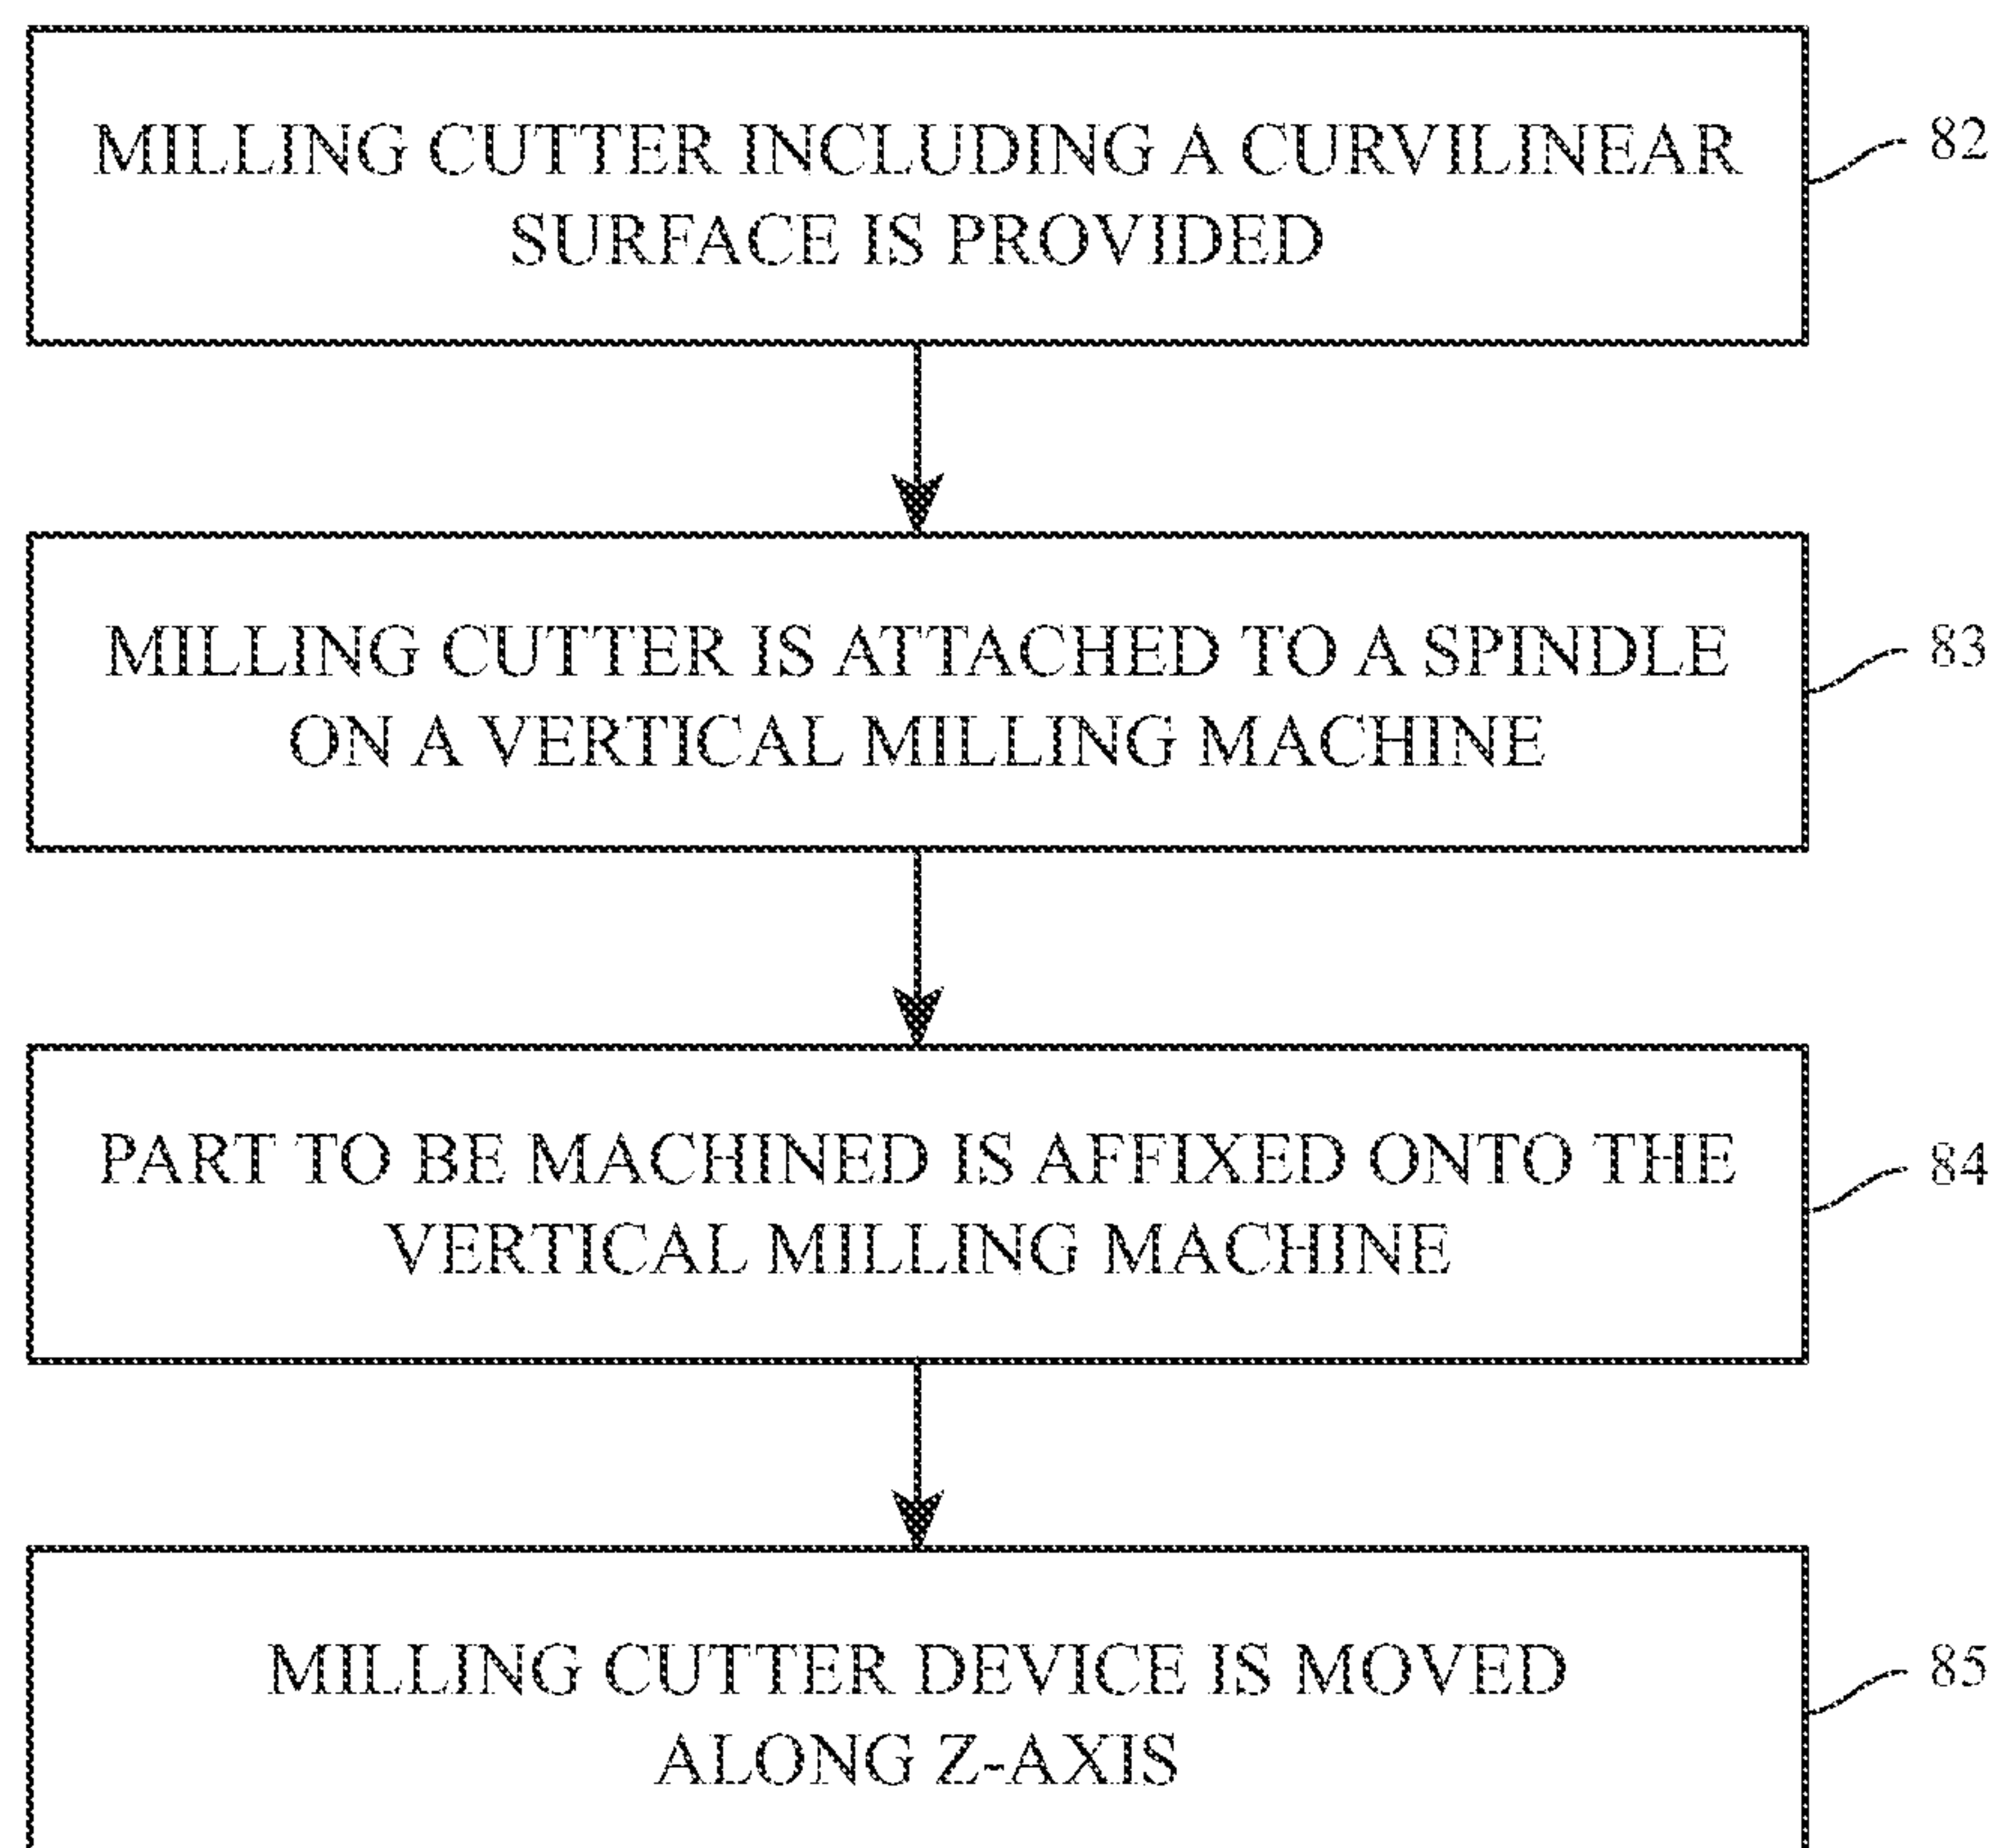 MILLING CUTTER INCLUDING A CURVILINEAR
SURFACE IS PROVIDED
82
MILLING CUTTER IS ATTACHED TO A SPINDLE
ON A VERTICAL MILLING MACHINE
83
PART TO BE MACHINED IS AFFIXED ONTO THE
VERTICAL MILLING MACHINE
84
MILLING CUTTER DEVICE IS MOVED
ALONG Z-AXIS
85